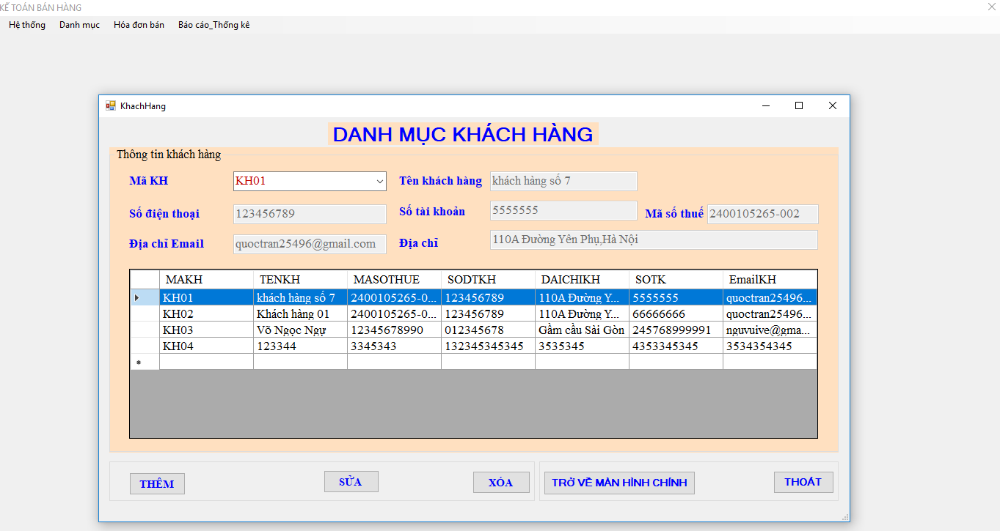 KẾ TOÁN BÁN HÀNG
Hệ thống Danh mục Hóa đơn bán Báo cáo_Thống kê
KhachHang
DANH MỤC KHÁCH HÀNG
Thông tin khách hàng
Mã KH KH01 Tên khách hàng khách hàng số 7
Số điện thoại 123456789 Số tài khoản 5555555 Mã số thuế 2400105265-002
Địa chỉ Email quoctran25496@gmail.com Địa chỉ 110A Đường Yên Phụ,Hà Nội
MAKH TENKH MASOTHUE SODTKH DAICHIKH SOTK EmailKH
KH01 khách hàng số 7 2400105265-0... 123456789 110A Đường Y... 5555555 quoctran25496...
KH02 Khách hàng 01 2400105265-0... 123456789 110A Đường Y... 66666666 quoctran25496...
KH03 Võ Ngọc Ngự 12345678990 012345678 Gầm cầu Sài Gòn 245768999991 nguvuive@gma...
KH04 123344 3345343 132345345345 3535345 4353345345 3534354345
THÊM SỬA XÓA TRỞ VỀ MÀN HÌNH CHÍNH THOÁT